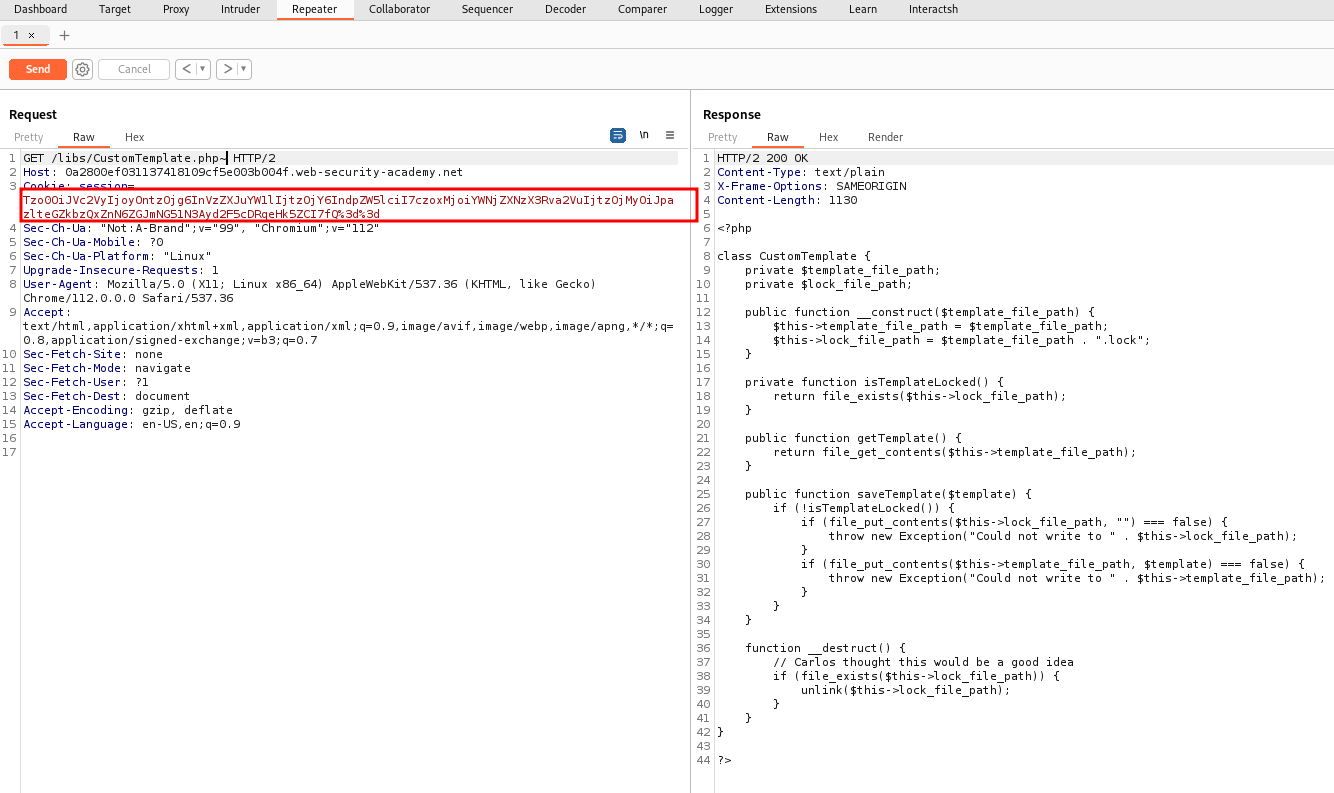 Dashboard Target Proxy Intruder Repeater Collaborator Sequencer Decoder Comparer Logger Extensions Learn Interactsh
1 × +
Send Cancel < ▾ > ▾
Request
Pretty Raw Hex \n ≡
1 GET /libs/CustomTemplate.php~ HTTP/2
2 Host: 0a2800ef031137418109cf5e003b004f.web-security-academy.net
3 Cookie: session=
Tzo0OiJVc2VyIjoyOntzOjg6InVzZXJuYW1lIjtzOjY6IndpZW5lciI7czoxMjoiYWNjZXNzX3Rva2VuIjtzOjMyOiJpa
zlteGZkbzQxZnN6ZGJmNG51N3Ayd2F5cDRqeHk5ZCI7fQ%3d%3d
4 Sec-Ch-Ua: "Not:A-Brand";v="99", "Chromium";v="112"
5 Sec-Ch-Ua-Mobile: ?0
6 Sec-Ch-Ua-Platform: "Linux"
7 Upgrade-Insecure-Requests: 1
8 User-Agent: Mozilla/5.0 (X11; Linux x86_64) AppleWebKit/537.36 (KHTML, like Gecko)
Chrome/112.0.0.0 Safari/537.36
9 Accept:
text/html,application/xhtml+xml,application/xml;q=0.9,image/avif,image/webp,image/apng,*/*;q=
0.8,application/signed-exchange;v=b3;q=0.7
10 Sec-Fetch-Site: none
11 Sec-Fetch-Mode: navigate
12 Sec-Fetch-User: ?1
13 Sec-Fetch-Dest: document
14 Accept-Encoding: gzip, deflate
15 Accept-Language: en-US,en;q=0.9
16
17
Response
Pretty Raw Hex Render
1 HTTP/2 200 OK
2 Content-Type: text/plain
3 X-Frame-Options: SAMEORIGIN
4 Content-Length: 1130
5
6 <?php
7
8 class CustomTemplate {
9 private $template_file_path;
10 private $lock_file_path;
11
12 public function __construct($template_file_path) {
13 $this->template_file_path = $template_file_path;
14 $this->lock_file_path = $template_file_path . ".lock";
15 }
16
17 private function isTemplateLocked() {
18 return file_exists($this->lock_file_path);
19 }
20
21 public function getTemplate() {
22 return file_get_contents($this->template_file_path);
23 }
24
25 public function saveTemplate($template) {
26 if (!isTemplateLocked()) {
27 if (file_put_contents($this->lock_file_path, "") === false) {
28 throw new Exception("Could not write to " . $this->lock_file_path);
29 }
30 if (file_put_contents($this->template_file_path, $template) === false) {
31 throw new Exception("Could not write to " . $this->template_file_path);
32 }
33 }
34 }
35
36 function __destruct() {
37 // Carlos thought this would be a good idea
38 if (file_exists($this->lock_file_path)) {
39 unlink($this->lock_file_path);
40 }
41 }
42 }
43
44 ?>